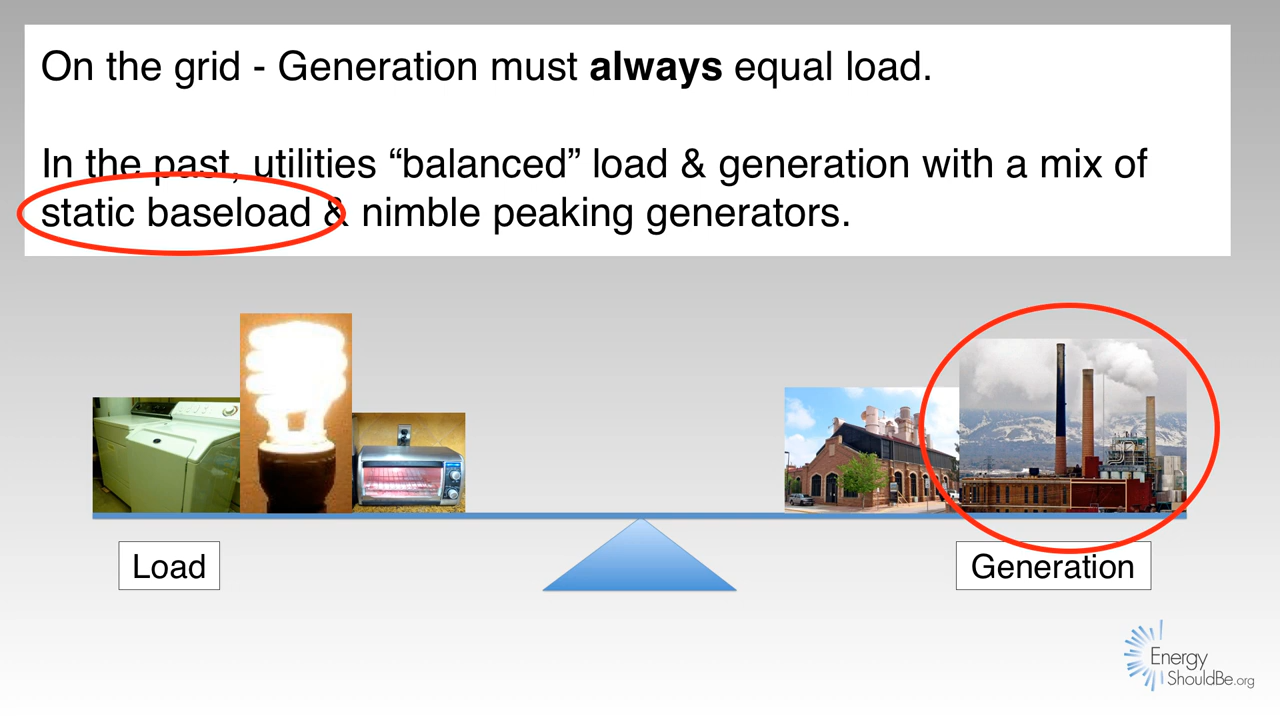 On the grid - Generation must always equal load.
In the past, utilities “balanced” load & generation with a mix of
static baseload & nimble peaking generators.
Load
Generation
Energy
ShouldBe.org